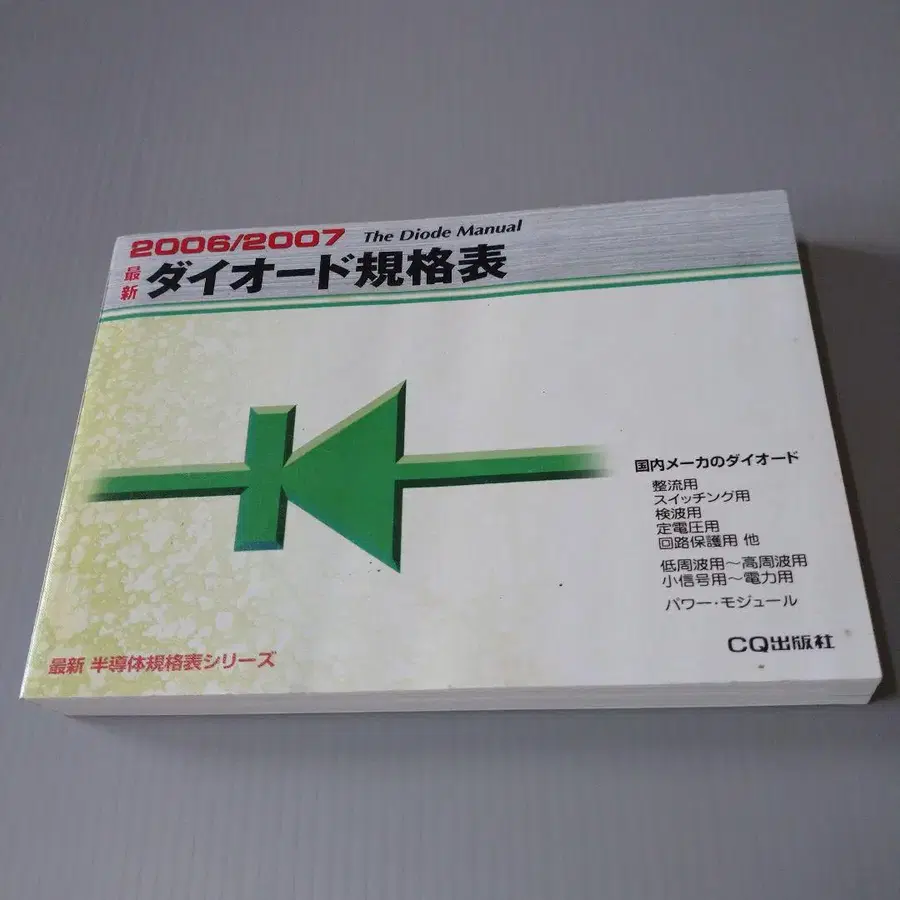 2006/2007 The Diode Manual
最新 ダイオード規格表
国内メーカのダイオード
整流用
スイッチング用
検波用
定電圧用
回路保護用 他
低周波用～高周波用
小信号用～電力用
パワー・モジュール
最新 半導体規格表シリーズ
CQ出版社